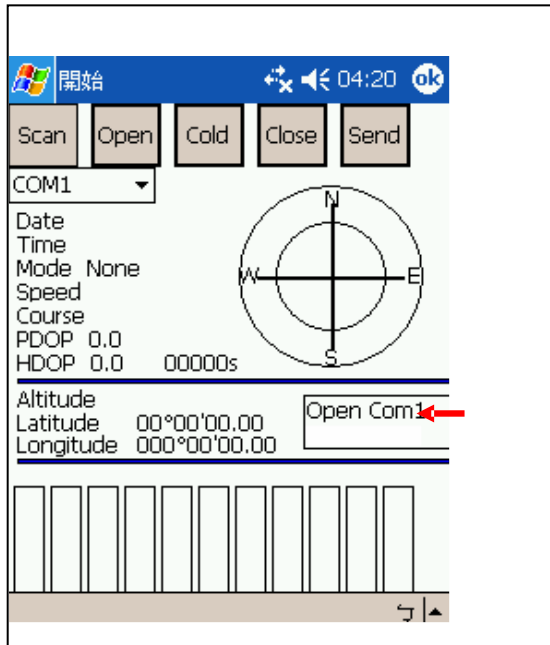 開始 04:20 ok
Scan Open Cold Close Send
COM1
Date
Time
Mode None
Speed
Course
PDOP 0.0
HDOP 0.0 00000s
N
W E
S
Altitude
Latitude 00°00'00.00
Longitude 000°00'00.00
Open Com1
ㄅ